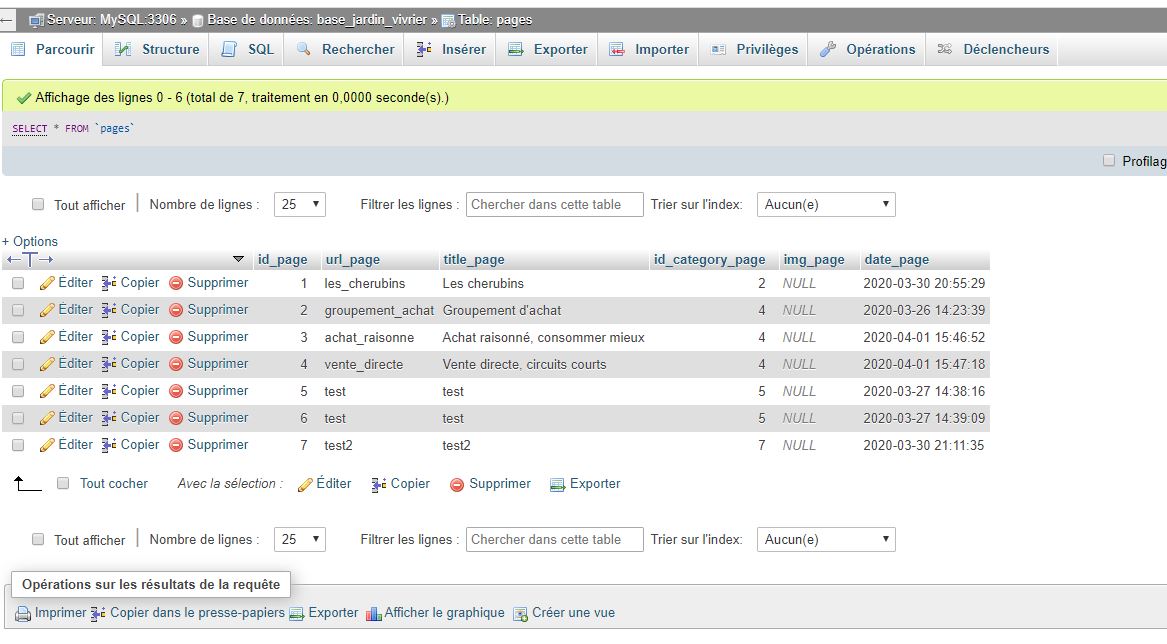 Serveur: MySQL:3306 » Base de données: base_jardin_vivrier » Table: pages
Parcourir Structure SQL Rechercher Insérer Exporter Importer Privilèges Opérations Déclencheurs
Affichage des lignes 0 - 6 (total de 7, traitement en 0,0000 seconde(s).)
SELECT * FROM `pages`
Profilag
Tout afficher Nombre de lignes : 25 Filtrer les lignes : Chercher dans cette table Trier sur l'index: Aucun(e)
+ Options
id_page url_page title_page id_category_page img_page date_page
Éditer Copier Supprimer 1 les_cherubins Les cherubins 2 NULL 2020-03-30 20:55:29
Éditer Copier Supprimer 2 groupement_achat Groupement d'achat 4 NULL 2020-03-26 14:23:39
Éditer Copier Supprimer 3 achat_raisonne Achat raisonné, consommer mieux 4 NULL 2020-04-01 15:46:52
Éditer Copier Supprimer 4 vente_directe Vente directe, circuits courts 4 NULL 2020-04-01 15:47:18
Éditer Copier Supprimer 5 test test 5 NULL 2020-03-27 14:38:16
Éditer Copier Supprimer 6 test test 5 NULL 2020-03-27 14:39:09
Éditer Copier Supprimer 7 test2 test2 7 NULL 2020-03-30 21:11:35
Tout cocher Avec la sélection : Éditer Copier Supprimer Exporter
Tout afficher Nombre de lignes : 25 Filtrer les lignes : Chercher dans cette table Trier sur l'index: Aucun(e)
Opérations sur les résultats de la requête
Imprimer Copier dans le presse-papiers Exporter Afficher le graphique Créer une vue